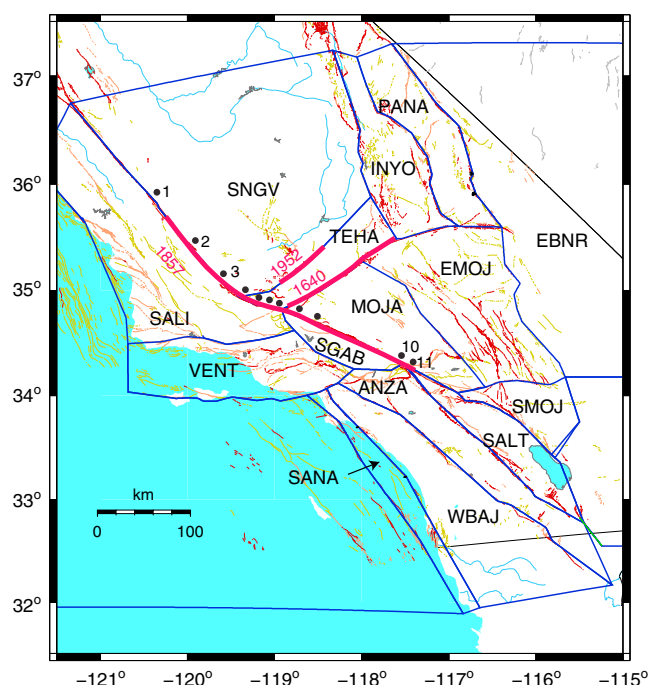 37°
PANA
INYO
36°
1
SNGV
2
TEHA
EBNR
1857
3
1952
1640
EMOJ
35°
MOJA
SALI
SGAB
10
11
VENT
ANZA
34°
SMOJ
SALT
SANA
km
33°
0 100
WBAJ
32°
−121° −120° −119° −118° −117° −116° −115°